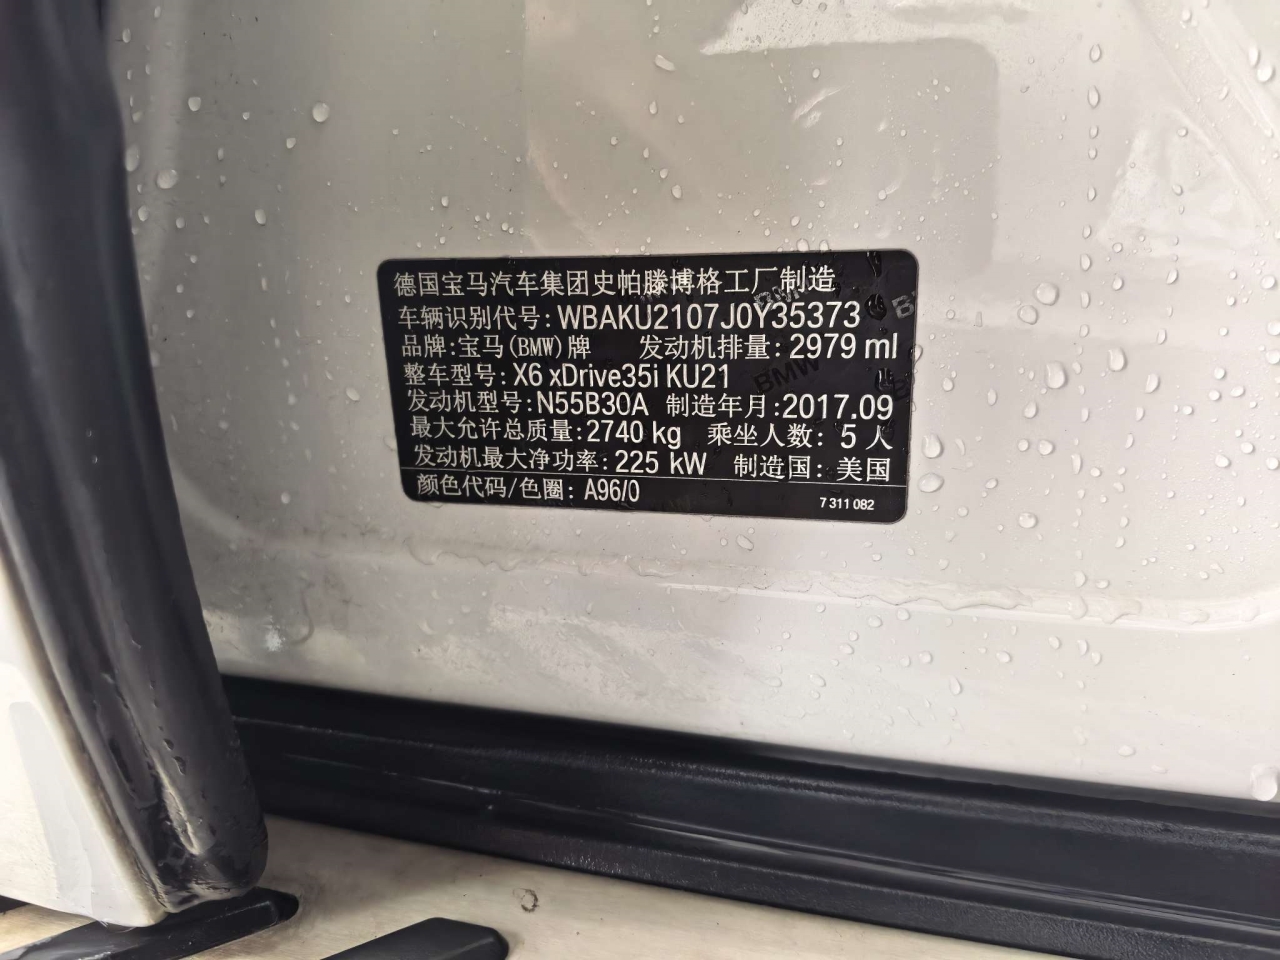 德国宝马汽车集团史帕滕博格工厂制造
车辆识别代号:WBAKU2107J0Y35373
品牌:宝马(BMW)牌 发动机排量:2979 ml
整车型号:X6 xDrive35i KU21
发动机型号:N55B30A 制造年月:2017.09
最大允许总质量:2740 kg 乘坐人数: 5 人
发动机最大净功率:225 kW 制造国: 美国
颜色代码/色圈: A96/0
7 311 082